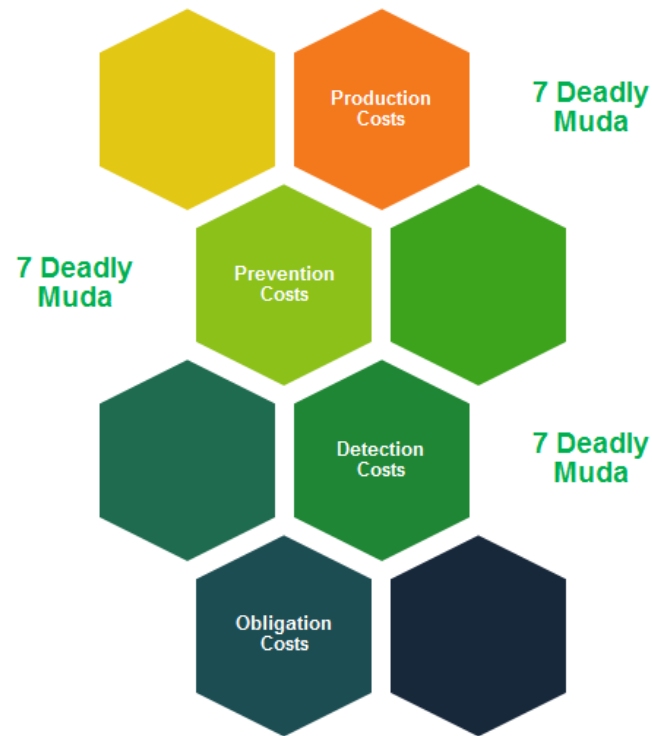 Production
Costs
7 Deadly
Muda
7 Deadly
Muda
Prevention
Costs
Detection
Costs
7 Deadly
Muda
Obligation
Costs